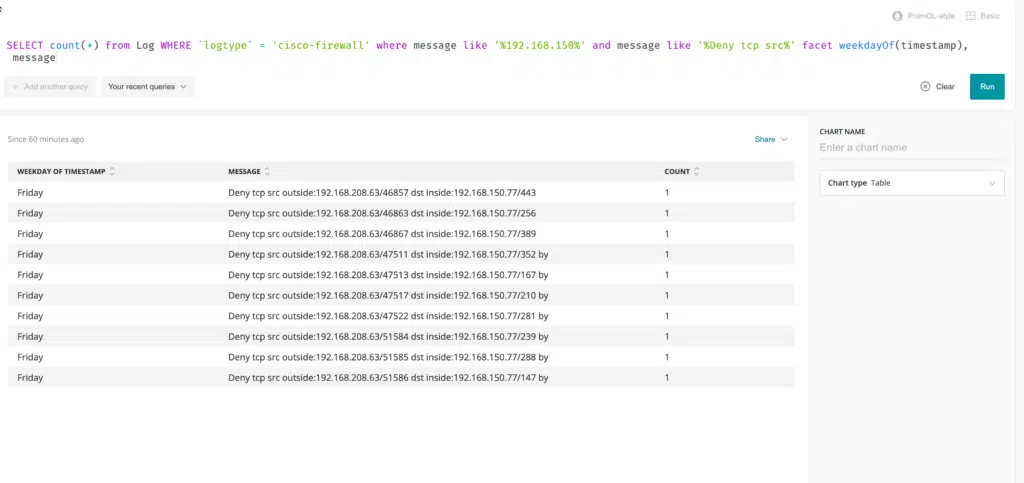 PromQL-style Basic
SELECT count(*) from Log WHERE `logtype` = 'cisco-firewall' where message like '%192.168.150%' and message like '%Deny tcp src%' facet weekdayOf(timestamp),
message
+ Add another query Your recent queries Clear Run
Since 60 minutes ago Share
CHART NAME
Enter a chart name
Chart type Table
WEEKDAY OF TIMESTAMP MESSAGE COUNT
Friday Deny tcp src outside:192.168.208.63/46857 dst inside:192.168.150.77/443 1
Friday Deny tcp src outside:192.168.208.63/46863 dst inside:192.168.150.77/256 1
Friday Deny tcp src outside:192.168.208.63/46867 dst inside:192.168.150.77/389 1
Friday Deny tcp src outside:192.168.208.63/47511 dst inside:192.168.150.77/352 by 1
Friday Deny tcp src outside:192.168.208.63/47513 dst inside:192.168.150.77/167 by 1
Friday Deny tcp src outside:192.168.208.63/47517 dst inside:192.168.150.77/210 by 1
Friday Deny tcp src outside:192.168.208.63/47522 dst inside:192.168.150.77/281 by 1
Friday Deny tcp src outside:192.168.208.63/51584 dst inside:192.168.150.77/239 by 1
Friday Deny tcp src outside:192.168.208.63/51585 dst inside:192.168.150.77/288 by 1
Friday Deny tcp src outside:192.168.208.63/51586 dst inside:192.168.150.77/147 by 1